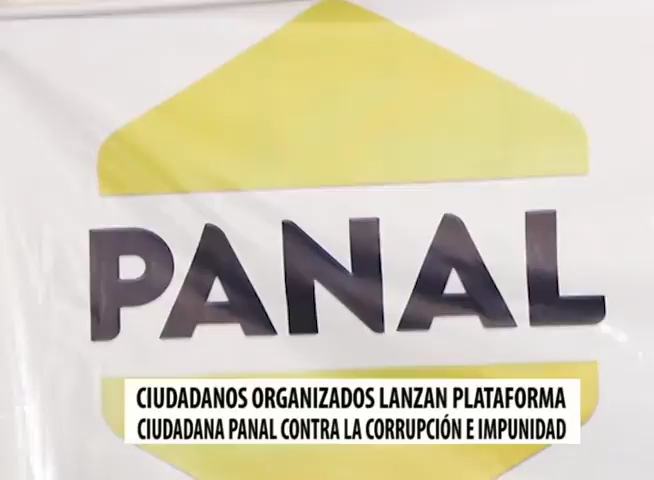 PANAL
CIUDADANOS ORGANIZADOS LANZAN PLATAFORMA
CIUDADANA PANAL CONTRA LA CORRUPCIÓN E IMPUNIDAD